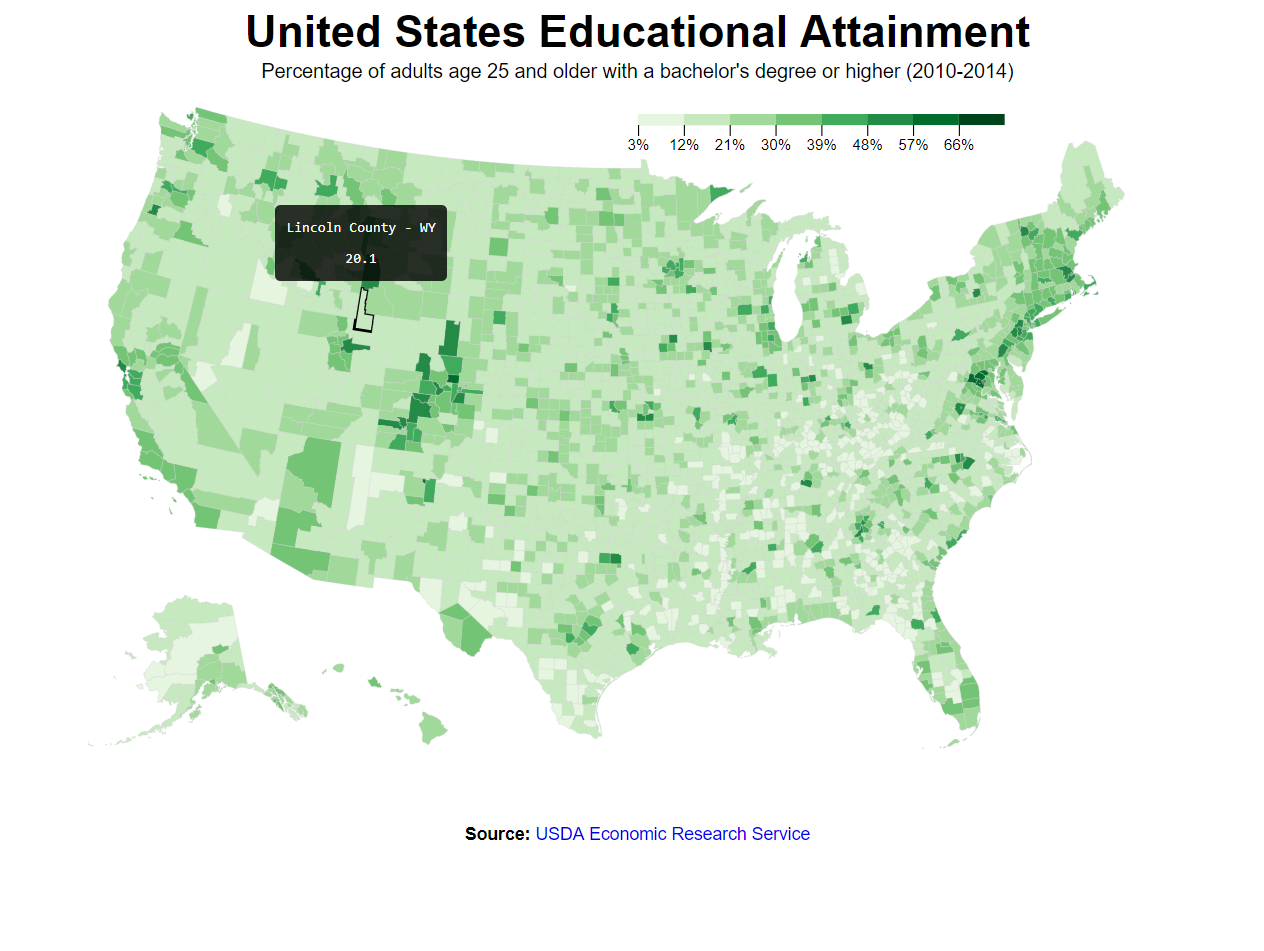 United States Educational Attainment
Percentage of adults age 25 and older with a bachelor's degree or higher (2010-2014)
3% 12% 21% 30% 39% 48% 57% 66%
Lincoln County - WY
20.1
Source: USDA Economic Research Service